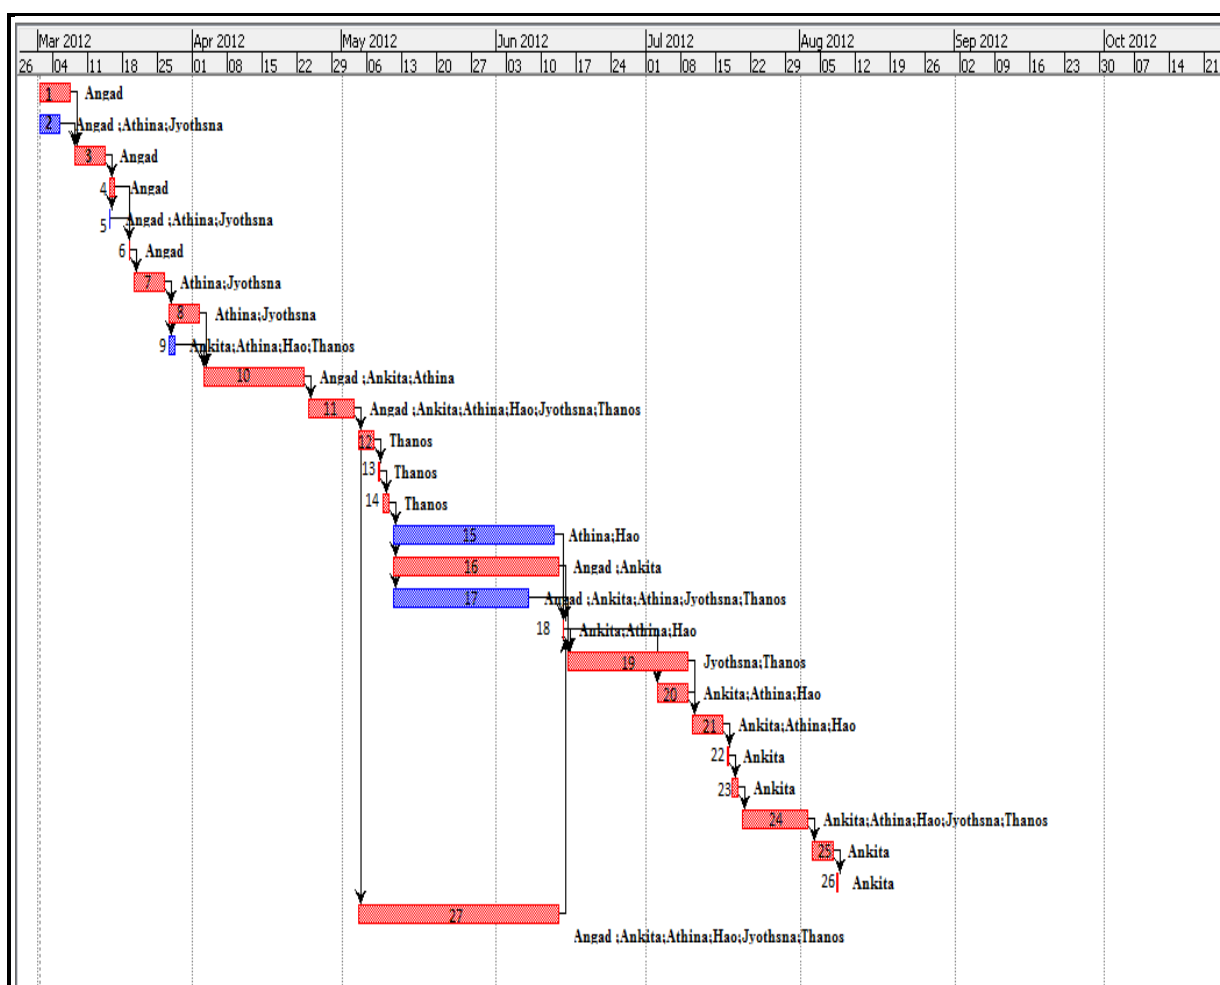 Mar 2012 Apr 2012 May 2012 Jun 2012 Jul 2012 Aug 2012 Sep 2012 Oct 2012
26 04 11 18 25 01 08 15 22 29 06 13 20 27 03 10 17 24 01 08 15 22 29 05 12 19 26 02 09 16 23 30 07 14 21
1 Angad
2 Angad ;Athina;Jyothsna
3 Angad
4 Angad
5 Angad ;Athina;Jyothsna
6 Angad
7 Athina;Jyothsna
8 Athina;Jyothsna
9 Ankita;Athina;Hao;Thanos
10 Angad ;Ankita;Athina
11 Angad ;Ankita;Athina;Hao;Jyothsna;Thanos
12 Thanos
13 Thanos
14 Thanos
15 Athina;Hao
16 Angad ;Ankita
17 Angad ;Ankita;Athina;Jyothsna;Thanos
18 Ankita;Athina;Hao
19 Jyothsna;Thanos
20 Ankita;Athina;Hao
21 Ankita;Athina;Hao
22 Ankita
23 Ankita
24 Ankita;Athina;Hao;Jyothsna;Thanos
25 Ankita
26 Ankita
27
Angad ;Ankita;Athina;Hao;Jyothsna;Thanos